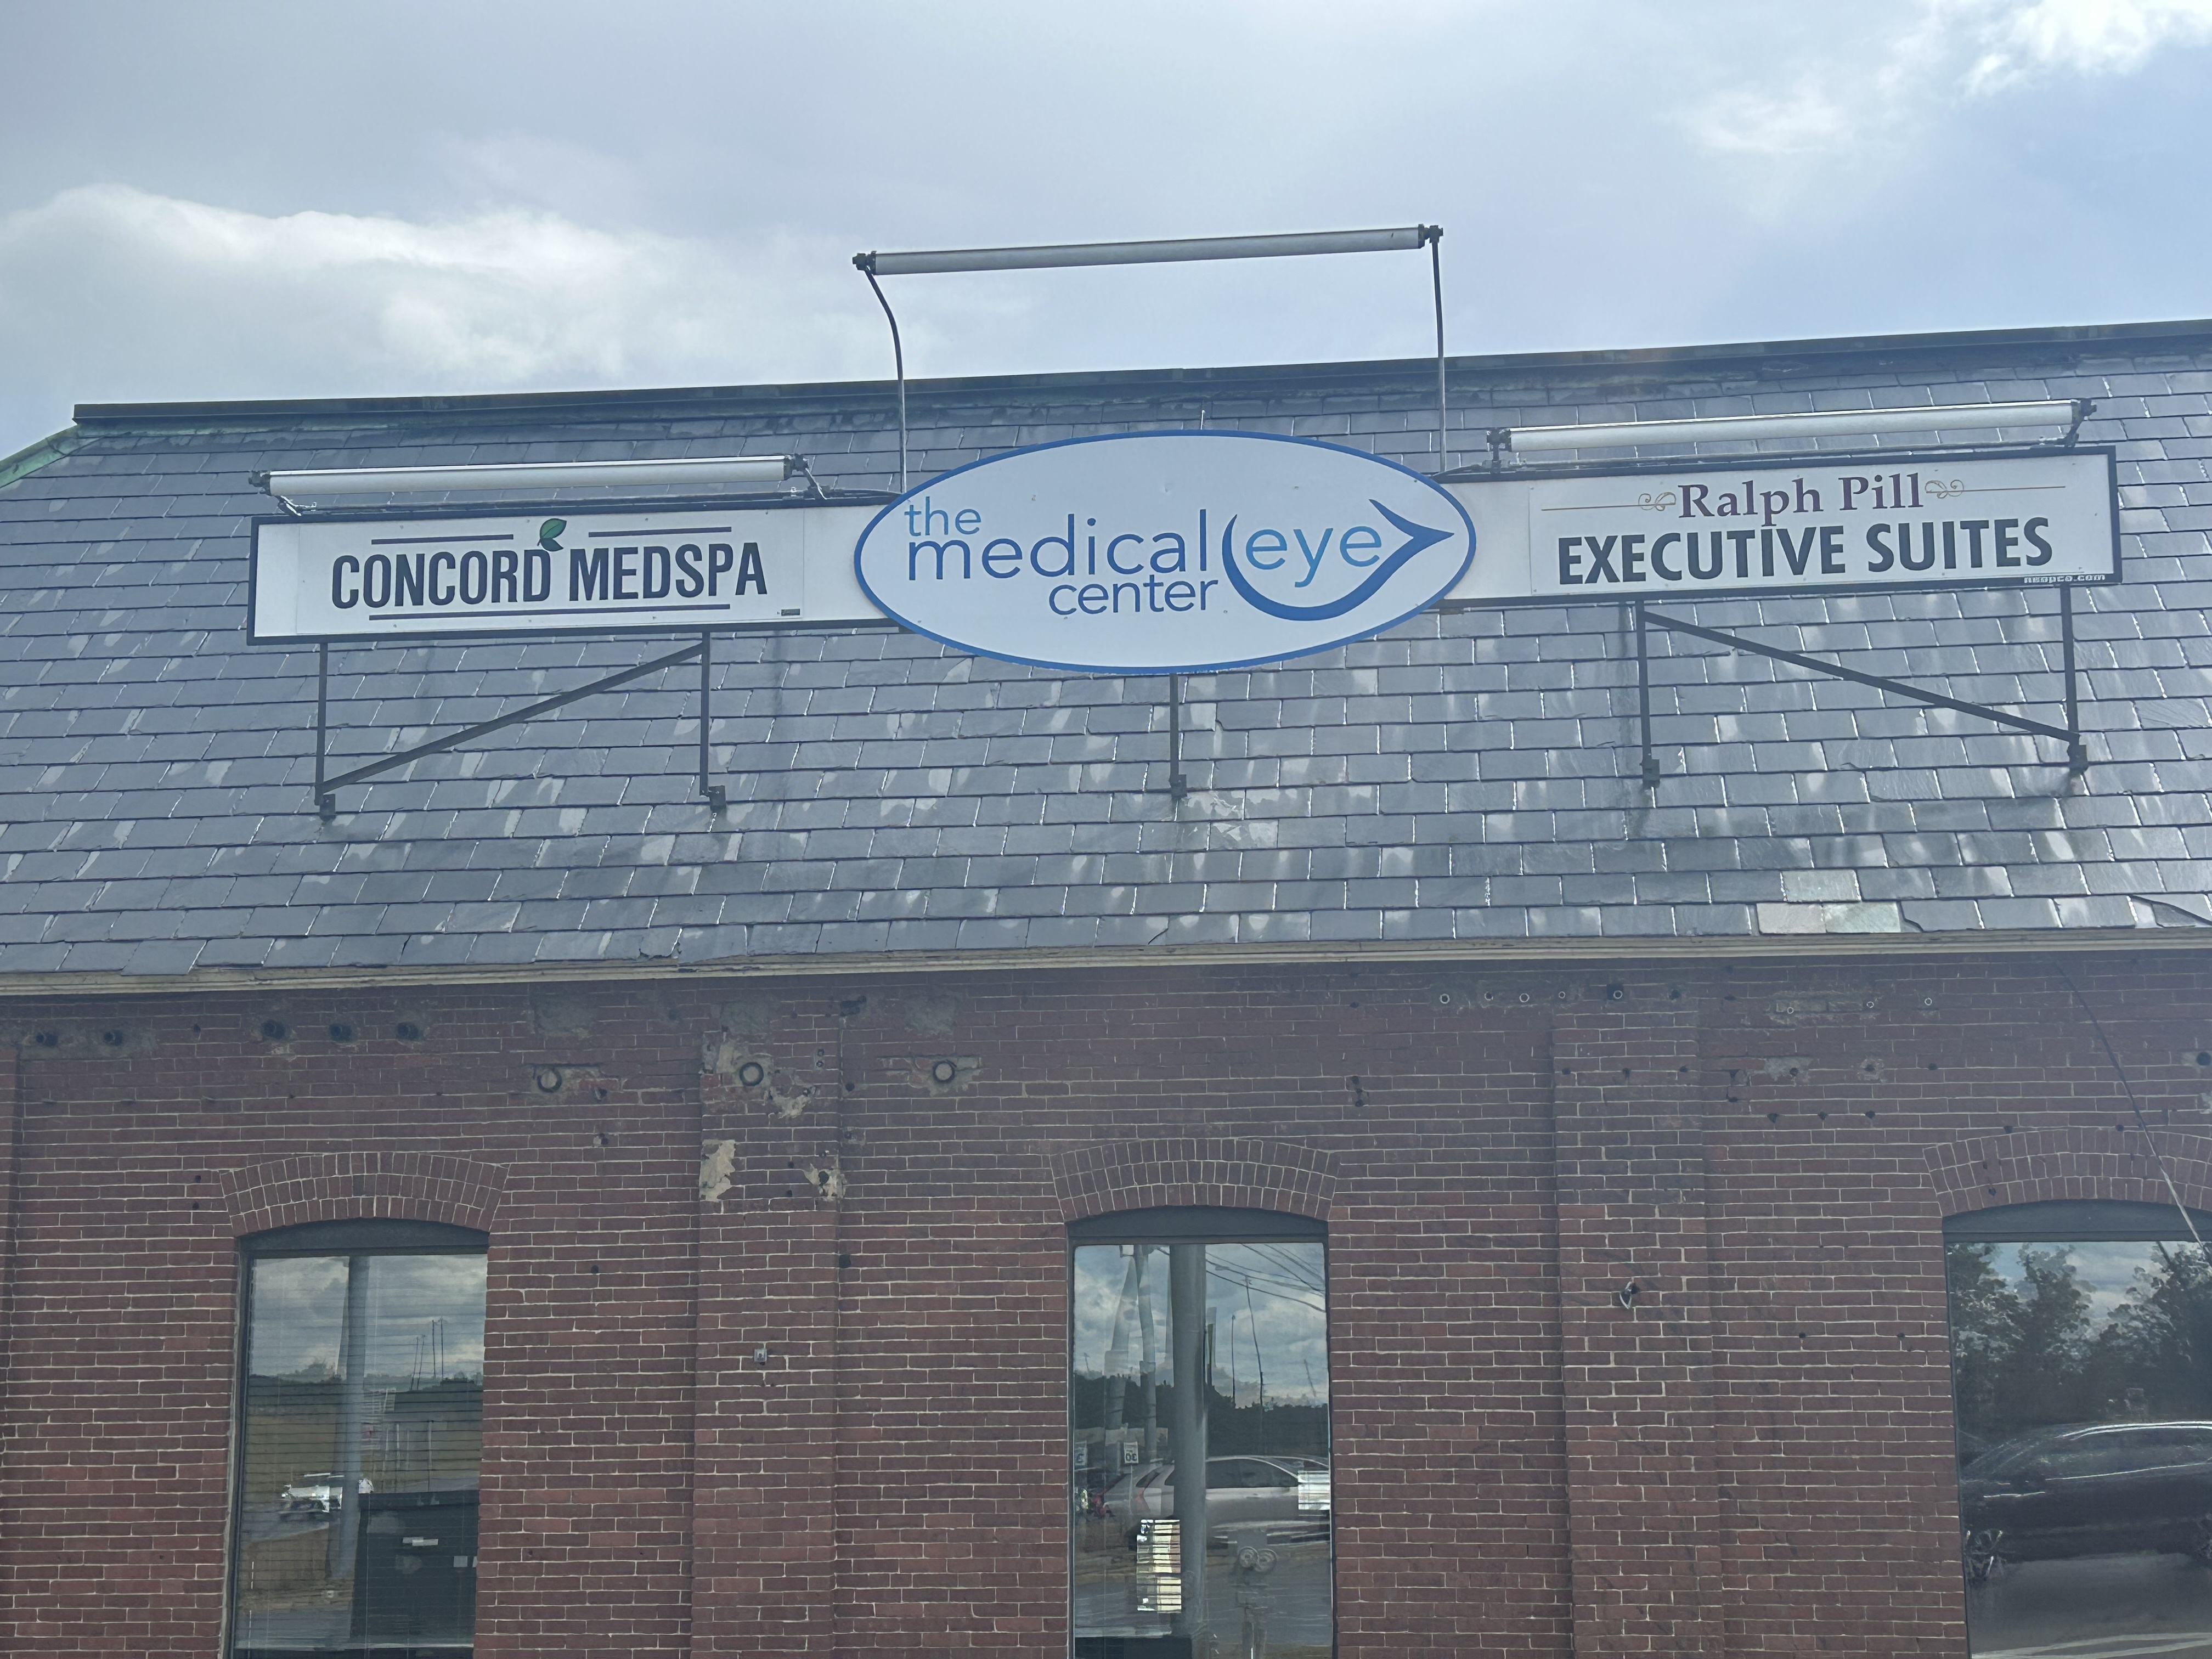 CONCORD MEDSPA
the
medical eye
center
Ralph Pill
EXECUTIVE SUITES